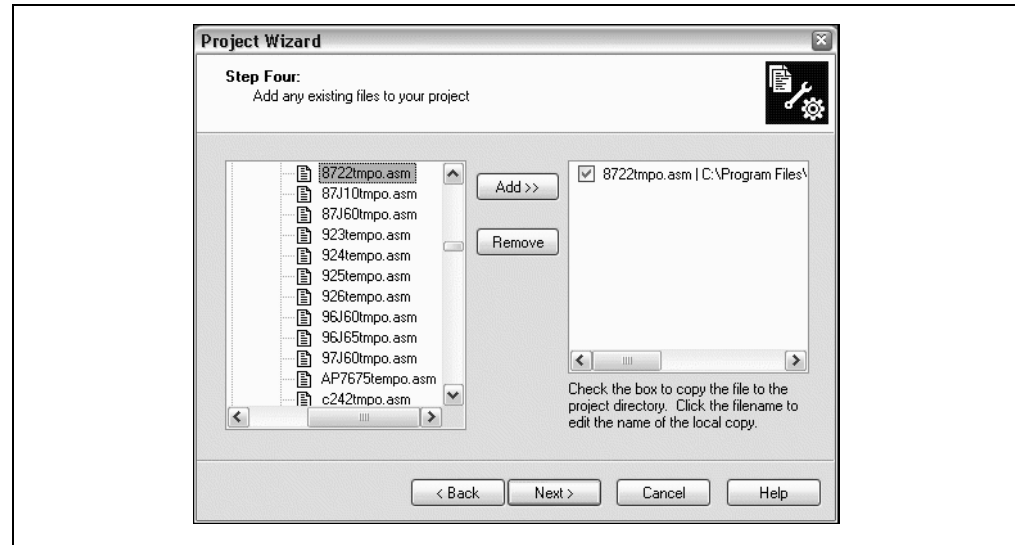 Project Wizard
Step Four:
Add any existing files to your project
8722tmpo.asm
87J10tmpo.asm
87J60tmpo.asm
923tempo.asm
924tempo.asm
925tempo.asm
926tempo.asm
96J60tmpo.asm
96J65tmpo.asm
97J60tmpo.asm
AP7675tempo.asm
c242tmpo.asm
Add >>
Remove
8722tmpo.asm | C:\Program Files\
Check the box to copy the file to the
project directory. Click the filename to
edit the name of the local copy.
< Back
Next >
Cancel
Help